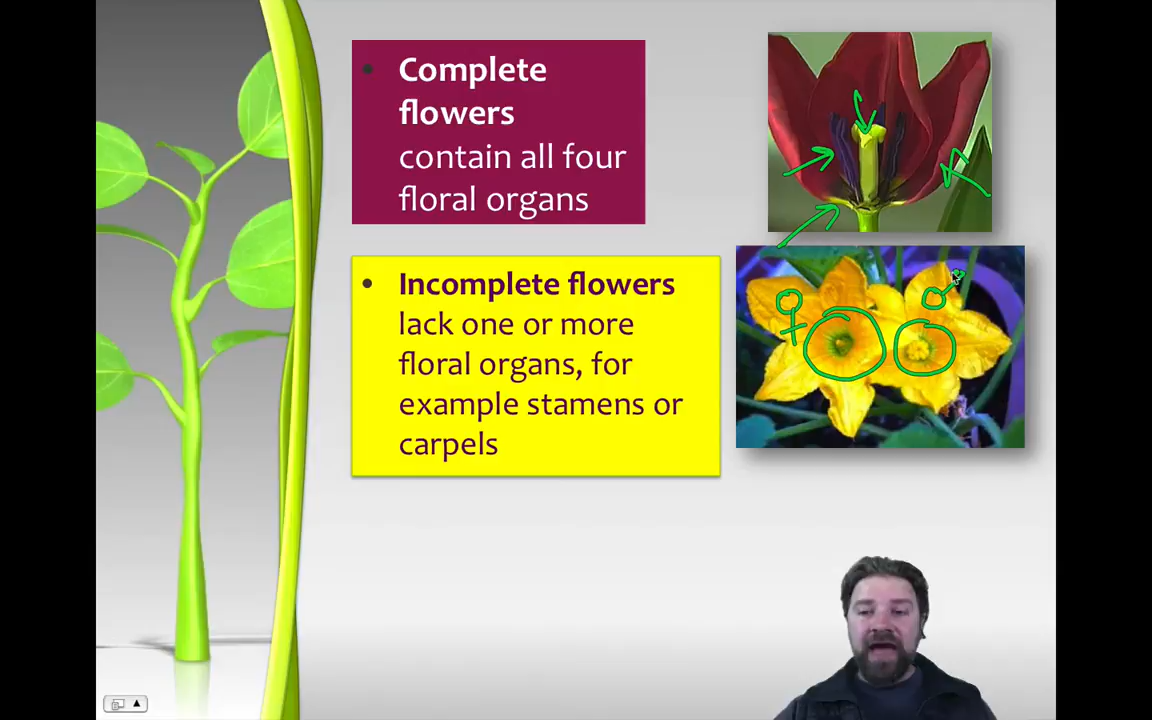 • Complete
flowers
contain all four
floral organs
• Incomplete flowers
lack one or more
floral organs, for
example stamens or
carpels
♀
♂